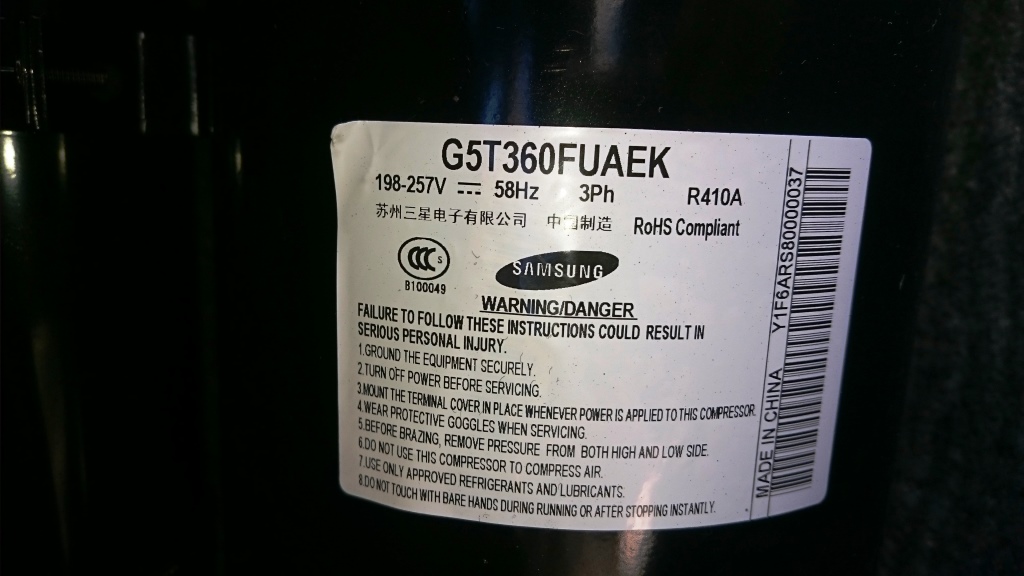 G5T360FUAEK
198-257V ⎓ 58Hz 3Ph R410A
苏州三星电子有限公司 中国制造 RoHS Compliant
CCC S
B100049
SAMSUNG
WARNING/DANGER
FAILURE TO FOLLOW THESE INSTRUCTIONS COULD RESULT IN
SERIOUS PERSONAL INJURY.
1.GROUND THE EQUIPMENT SECURELY.
2.TURN OFF POWER BEFORE SERVICING.
3.MOUNT THE TERMINAL COVER IN PLACE WHENEVER POWER IS APPLIED TO THIS COMPRESSOR.
4.WEAR PROTECTIVE GOGGLES WHEN SERVICING.
5.BEFORE BRAZING, REMOVE PRESSURE FROM BOTH HIGH AND LOW SIDE.
6.DO NOT USE THIS COMPRESSOR TO COMPRESS AIR.
7.USE ONLY APPROVED REFRIGERANTS AND LUBRICANTS.
8.DO NOT TOUCH WITH BARE HANDS DURING RUNNING OR AFTER STOPPING INSTANTLY.
MADE IN CHINA Y1F6ARS80000037